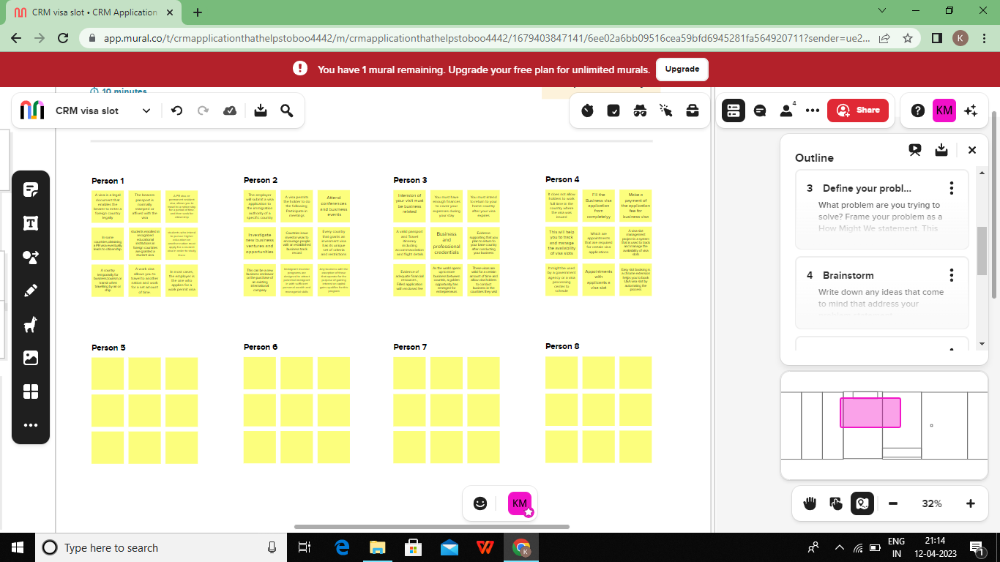 CRM visa slot • CRM Application
app.mural.co/t/crmapplicationthathelpstoboo4442/m/crmapplicationthathelpstoboo4442/1679403847141/6ee02a6bb09516cea59bfd6945281fa564920711?sender=ue2...
K
You have 1 mural remaining. Upgrade your free plan for unlimited murals.
Upgrade
10 minutes
CRM visa slot
4
Share
KM
Outline
3 Define your probl...
What problem are you trying to
solve? Frame your problem as a
How Might We statement. This
4 Brainstorm
Write down any ideas that come
to mind that address your
Person 1
A visa is a legal
document that
enables the
bearer to enter a
foreign country
legally
The bearers
passport is
normally
stamped or
affixed with the
visa
In some
countries,obtaining
a PR visa eventually
leads to citizenship
students enrolled in
recognized
educational
institutions in
foreign countries
are granted a
student visa
A country
temporarily for
business,tourism,or
transit when
travelling by air or
ship
A work visa
allows you to
travel to another
nation and work
for a set amount
of time
In most cases,
the employer is
the one who
applies for a
work permit visa
Person 2
The employer
will submit a visa
application to
the immigration
authority of a
specific country
A visa permits
the holder to do
the following
Participate in
meetings
Attend
conferences
and business
events
Investigate
new business
ventures and
opportunities
Countries issue
investor visas to
encourage people
with an established
business track
record
Every country
that grants an
investment visa
has its unique
set of criteria
and restrictions
This can be a new
business endeavor
or the purchase of
an existing
international
company
Person 3
Intension of
your visit must
be business
related
You must have
enough finances
to cover your
expenses during
your stay
You must intend
to return to your
home country
after your visa
expires
A valid passport
and Travel
itinerary
including
accommodation
and flight details
Business
and
professional
credentials
Evidence
supporting that you
plan to return to
your base country
after conducting
your business
Evidence of
adequate financial
resources.
Filled application
with enclosed fee
As the world opens
up to more
business between
countrie, a golden
opportunity has
emerged for
entrepreneurs
These visas are
valid for a certain
amount of time and
allow visa holders
to conduct
business in the
countries they visit
Person 4
It does not allow
holders to work
full time in the
country where
the visa was
issued
Fill the
Business visa
application
from
completelyy
Make a
payment of
the application
fee for
business visa
This will help
you to track
and manage
the availability
of visa slots
Which are
appointments
that are required
for certain visa
applications
A visa slot
management
project is a system
that is used to track
and manage the
availability of visa
slots
It might be used
by a government
agency or a visa
processing
center to
schedule
Appointments
with
applicants a
visa slot
Easy slot booking is
a chrome extension
helps you to book
USA visa slot by
automating the
process
Person 5
Person 6
Person 7
Person 8
KM
32%
Type here to search
ENG
IN
21:14
12-04-2023
1